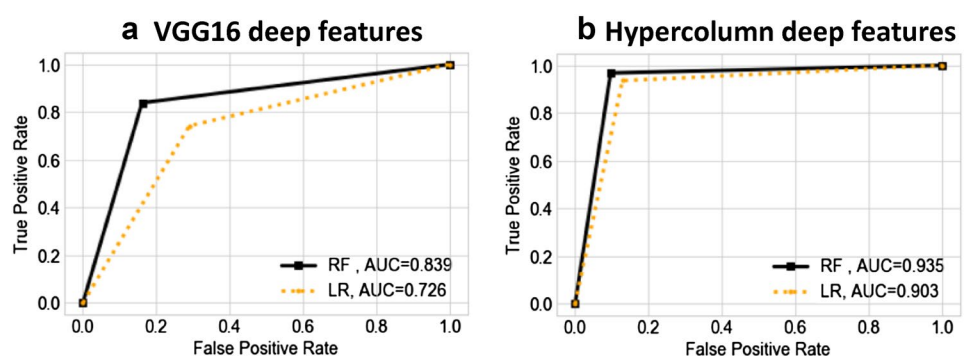 a VGG16 deep features
1.0
0.8
0.6
0.4
0.2
0.0
True Positive Rate
RF , AUC=0.839
LR, AUC=0.726
0.0 0.2 0.4 0.6 0.8 1.0
False Positive Rate
b Hypercolumn deep features
1.0
0.8
0.6
0.4
0.2
0.0
True Positive Rate
RF , AUC=0.935
LR, AUC=0.903
0.0 0.2 0.4 0.6 0.8 1.0
False Positive Rate